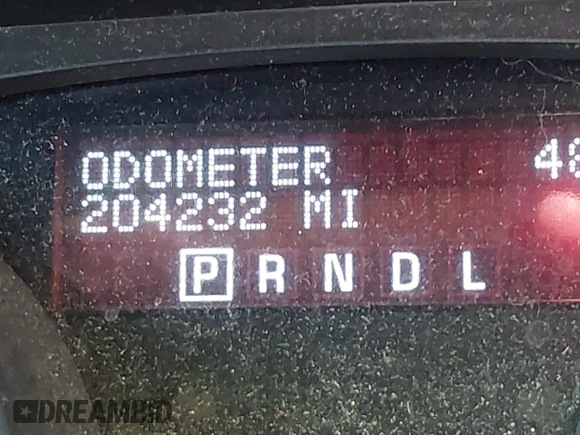 ODOMETER
204232 MI
P R N D L
DREAMBID